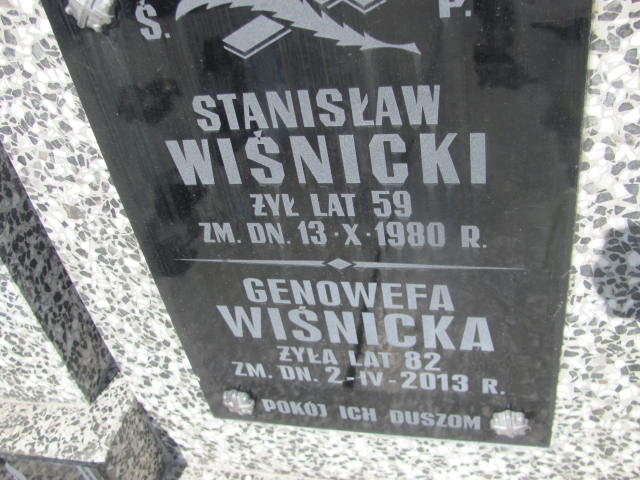 Ś. P.
STANISŁAW
WIŚNICKI
ŻYŁ LAT 59
ZM. DN. 13·X·1980 R.
GENOWEFA
WIŚNICKA
ŻYŁA LAT 82
ZM. DN. 2-IV-2013 R.
POKÓJ ICH DUSZOM